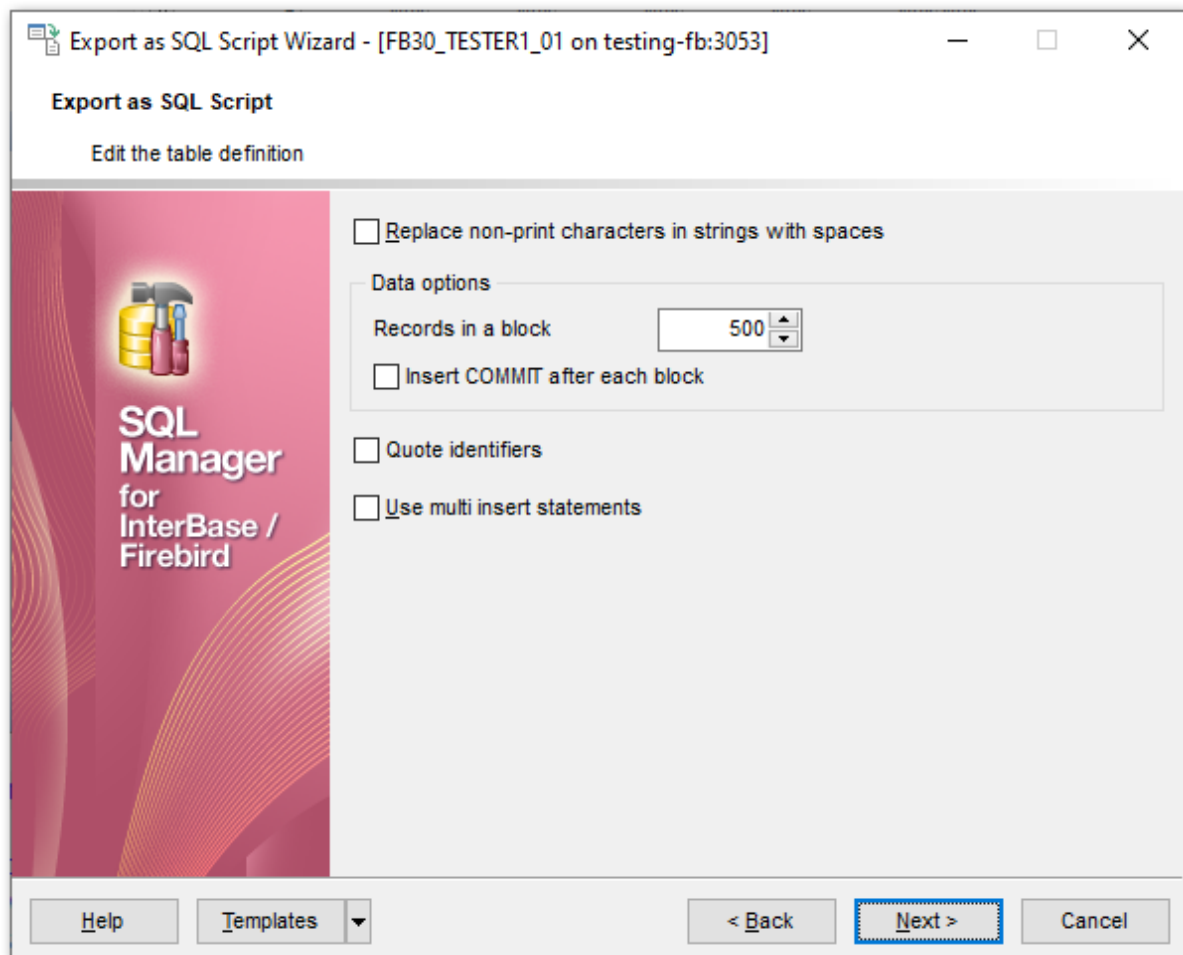 Export as SQL Script Wizard - [FB30_TESTER1_01 on testing-fb:3053]
Export as SQL Script
Edit the table definition
Replace non-print characters in strings with spaces
Data options
Records in a block 500
Insert COMMIT after each block
Quote identifiers
Use multi insert statements
SQL
Manager
for
InterBase /
Firebird
Help Templates < Back Next > Cancel